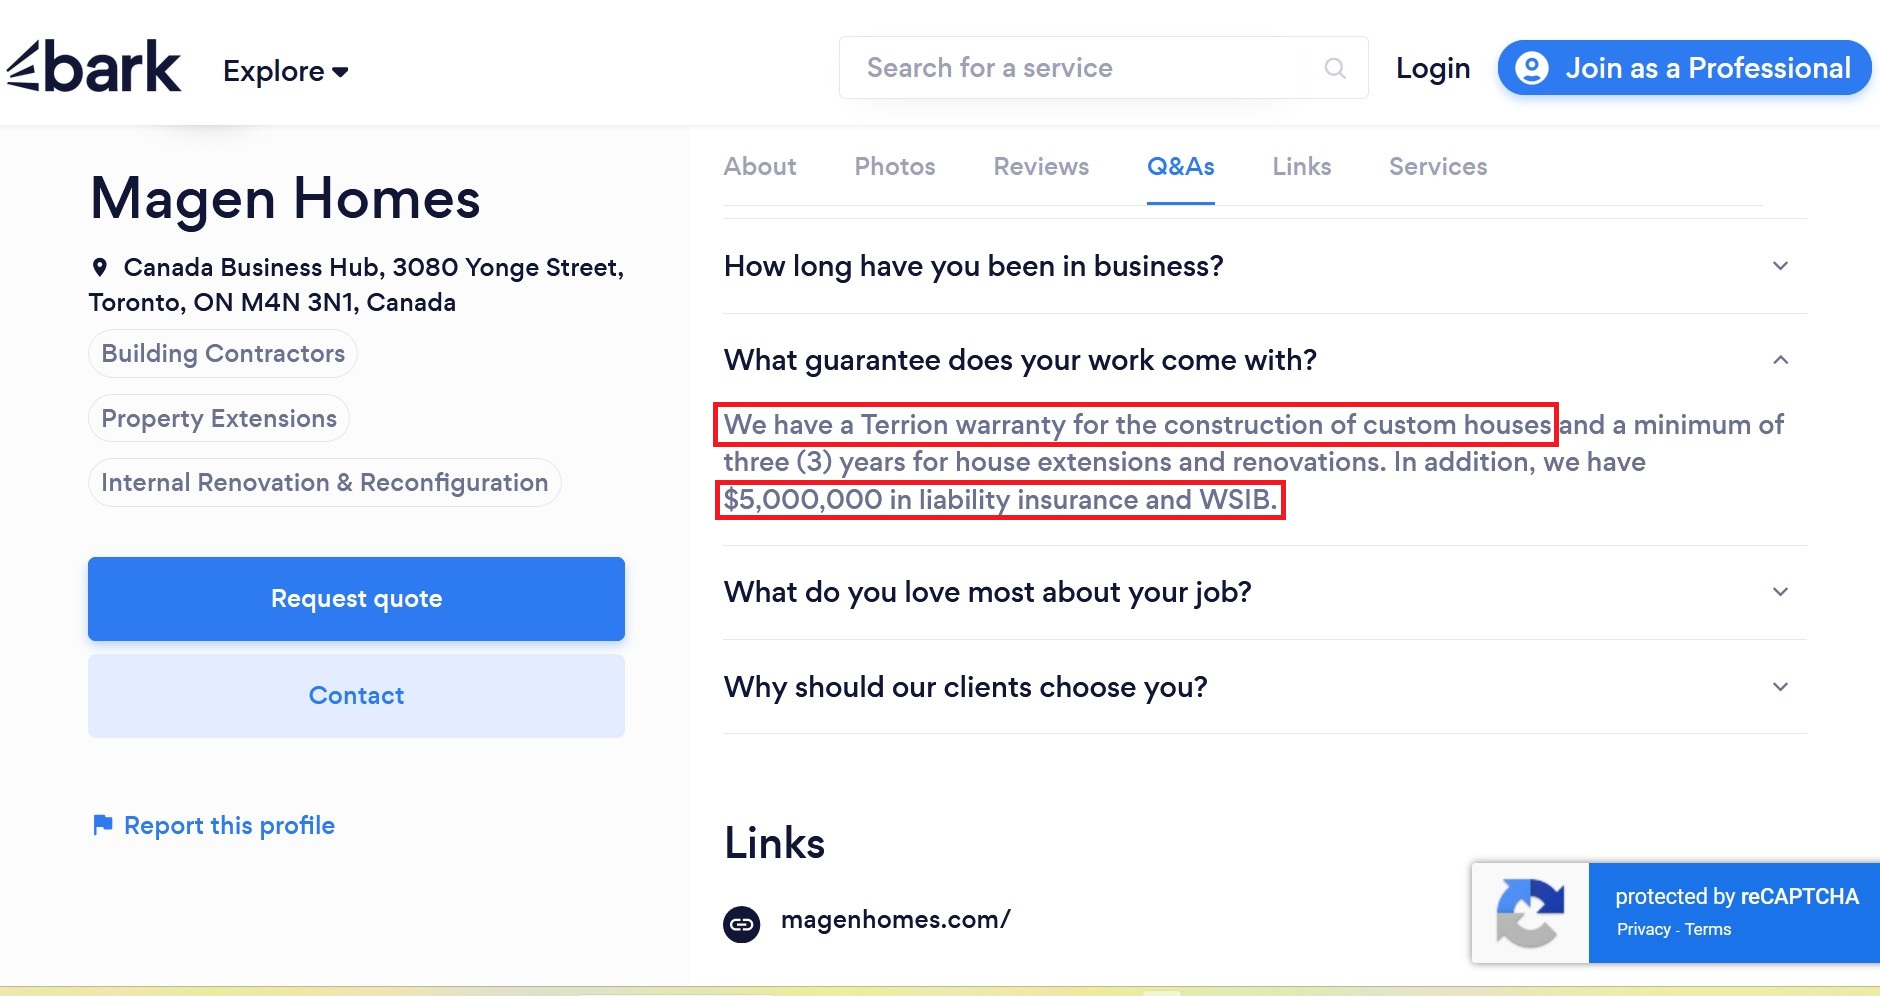 bark
Explore
Search for a service
Login
Join as a Professional
Magen Homes
Canada Business Hub, 3080 Yonge Street,
Toronto, ON M4N 3N1, Canada
Building Contractors
Property Extensions
Internal Renovation & Reconfiguration
Request quote
Contact
Report this profile
About Photos Reviews Q&As Links Services
How long have you been in business?
What guarantee does your work come with?
We have a Terrion warranty for the construction of custom houses and a minimum of
three (3) years for house extensions and renovations. In addition, we have
$5,000,000 in liability insurance and WSIB.
What do you love most about your job?
Why should our clients choose you?
Links
magenhomes.com/
protected by reCAPTCHA
Privacy - Terms